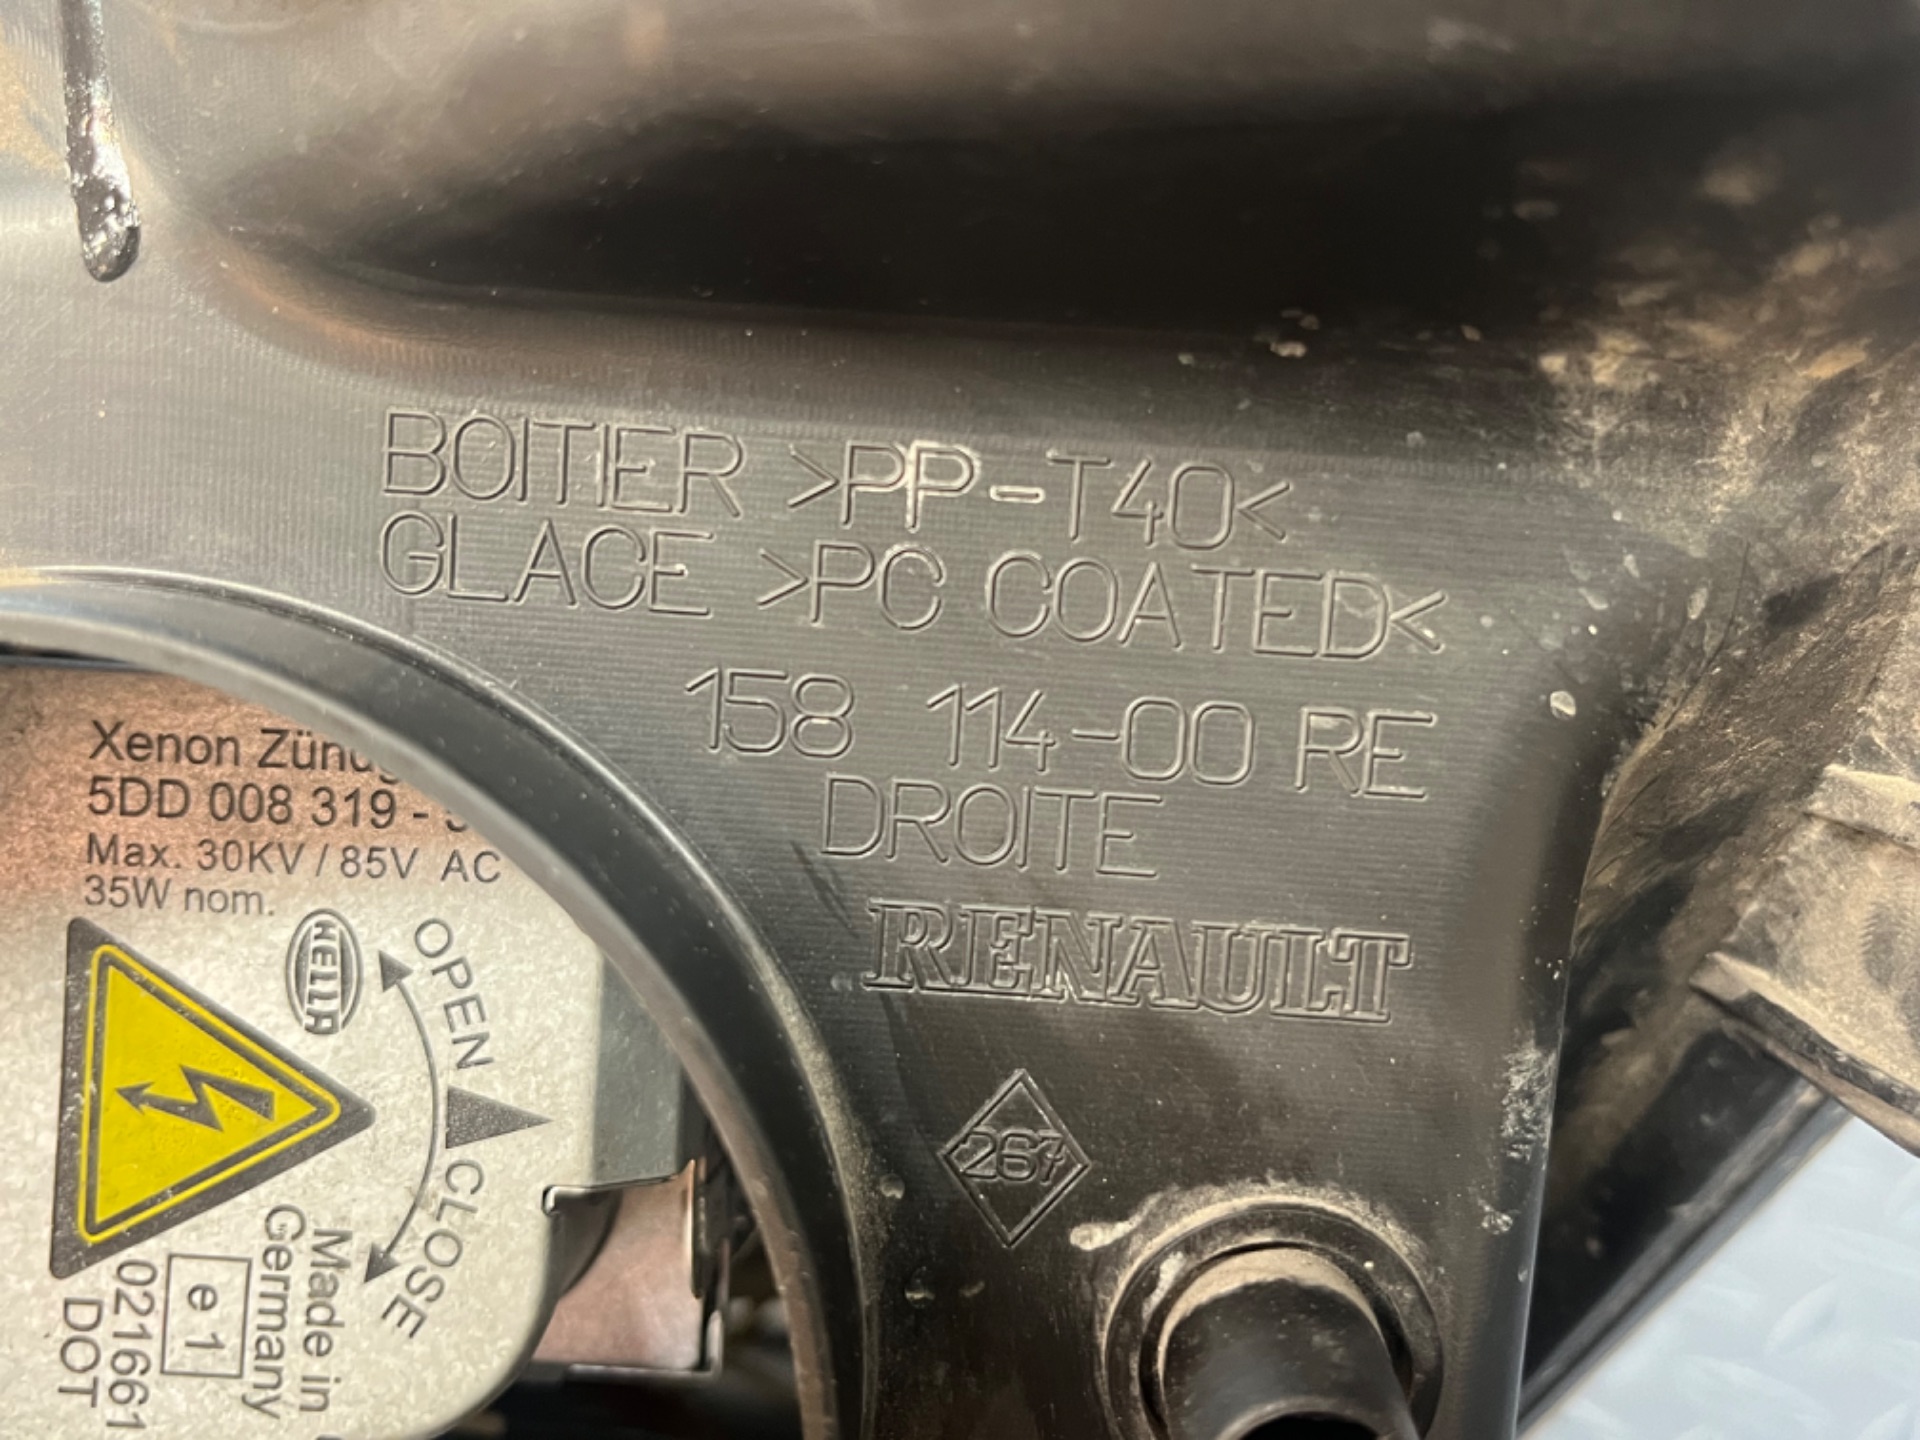 BOITIER >PP-T40<
GLACE >PC COATED<
158 114-00 RE
DROITE
RENAULT
267
Xenon
5DD 008 319 -
Max. 30KV / 85V AC
35W nom.
HELLA
OPEN
CLOSE
Made in
Germany
e 1
021661
DOT